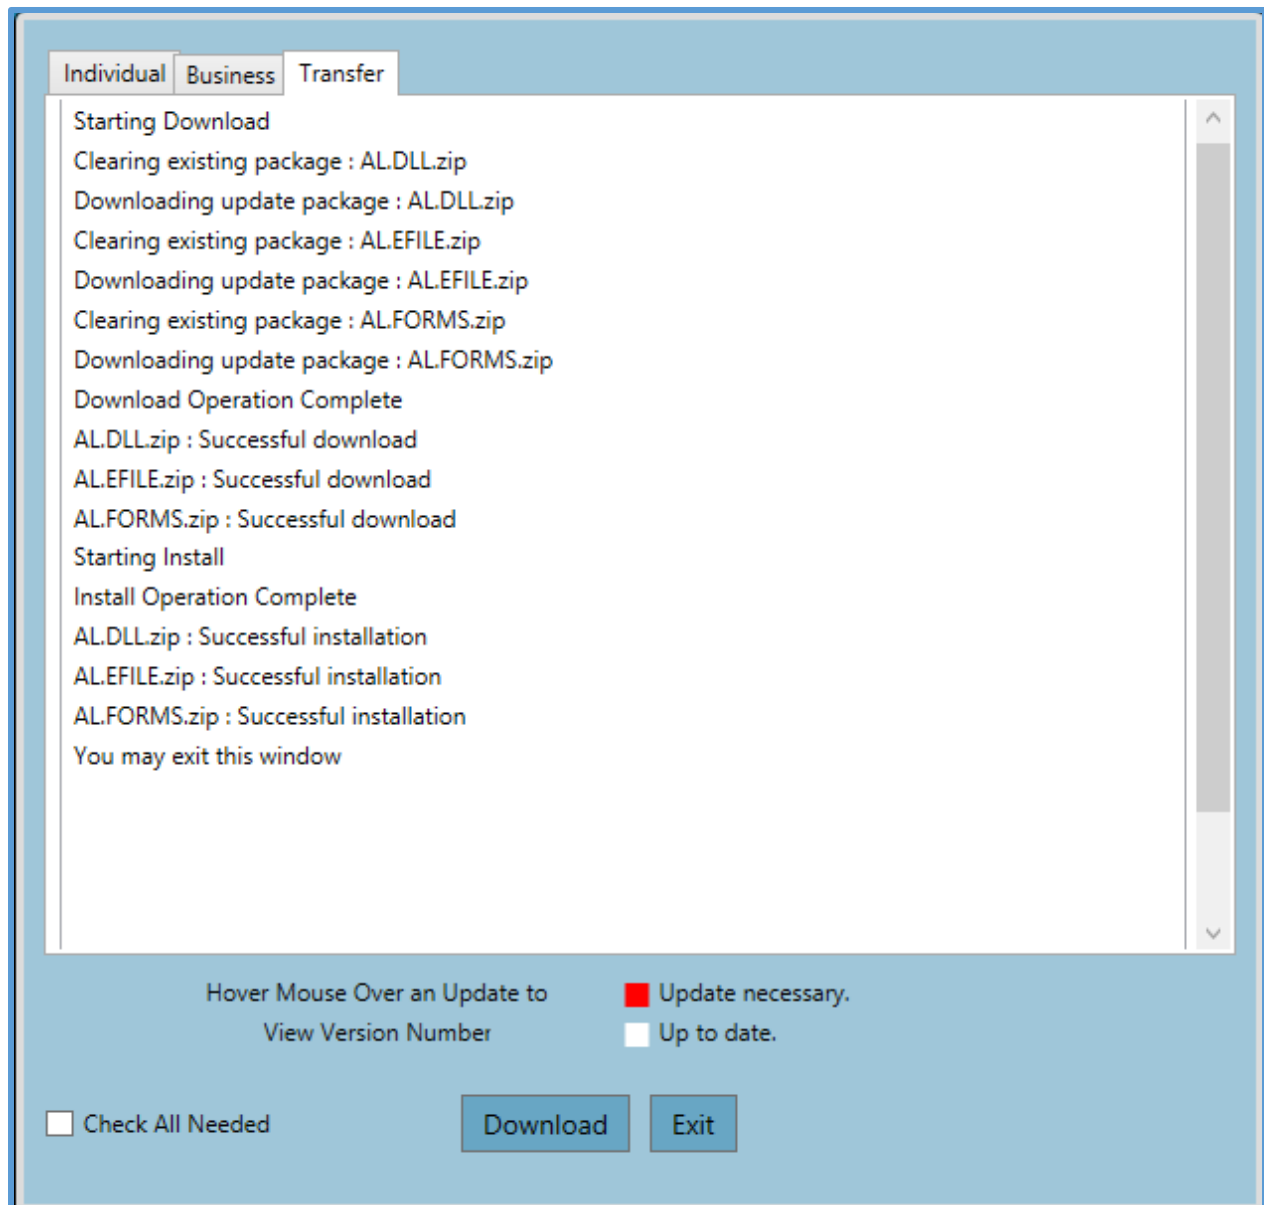 Individual Business Transfer
Starting Download
Clearing existing package : AL.DLL.zip
Downloading update package : AL.DLL.zip
Clearing existing package : AL.EFILE.zip
Downloading update package : AL.EFILE.zip
Clearing existing package : AL.FORMS.zip
Downloading update package : AL.FORMS.zip
Download Operation Complete
AL.DLL.zip : Successful download
AL.EFILE.zip : Successful download
AL.FORMS.zip : Successful download
Starting Install
Install Operation Complete
AL.DLL.zip : Successful installation
AL.EFILE.zip : Successful installation
AL.FORMS.zip : Successful installation
You may exit this window
Hover Mouse Over an Update to
View Version Number
Update necessary.
Up to date.
Check All Needed
Download
Exit